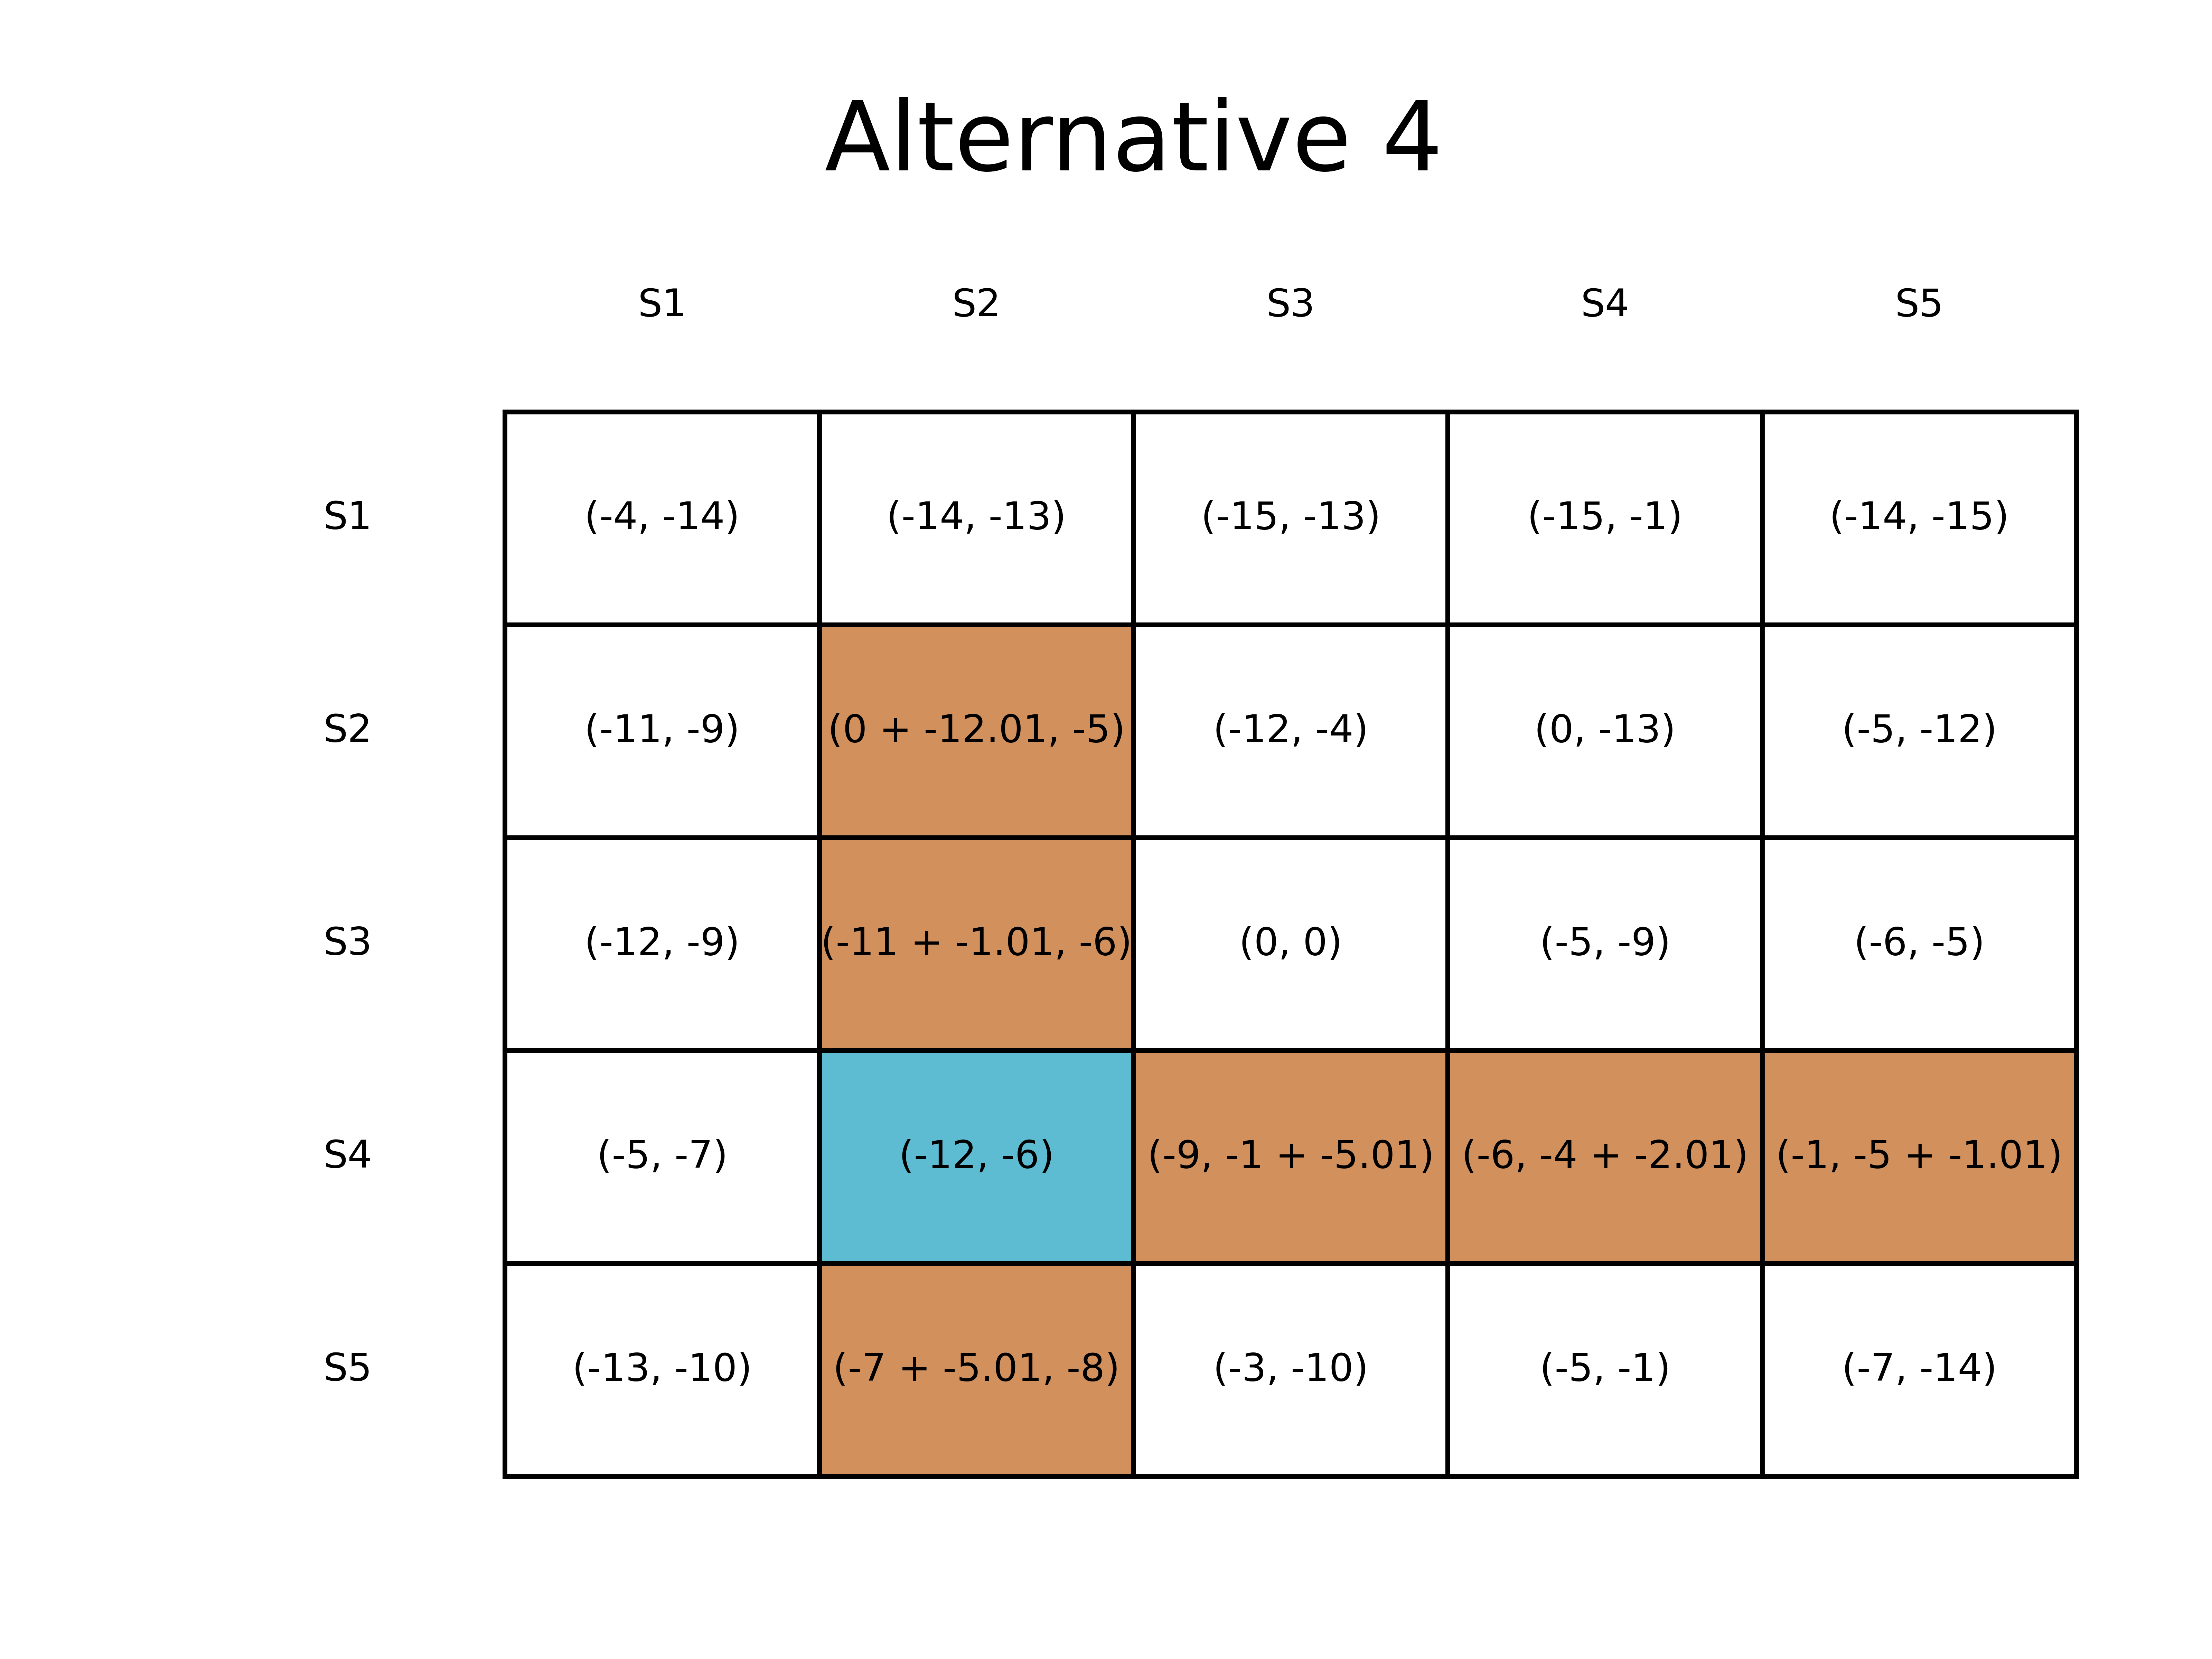 Alternative 4
S1 S2 S3 S4 S5
S1 (-4, -14) (-14, -13) (-15, -13) (-15, -1) (-14, -15)
S2 (-11, -9) (0 + -12.01, -5) (-12, -4) (0, -13) (-5, -12)
S3 (-12, -9) (-11 + -1.01, -6) (0, 0) (-5, -9) (-6, -5)
S4 (-5, -7) (-12, -6) (-9, -1 + -5.01) (-6, -4 + -2.01) (-1, -5 + -1.01)
S5 (-13, -10) (-7 + -5.01, -8) (-3, -10) (-5, -1) (-7, -14)